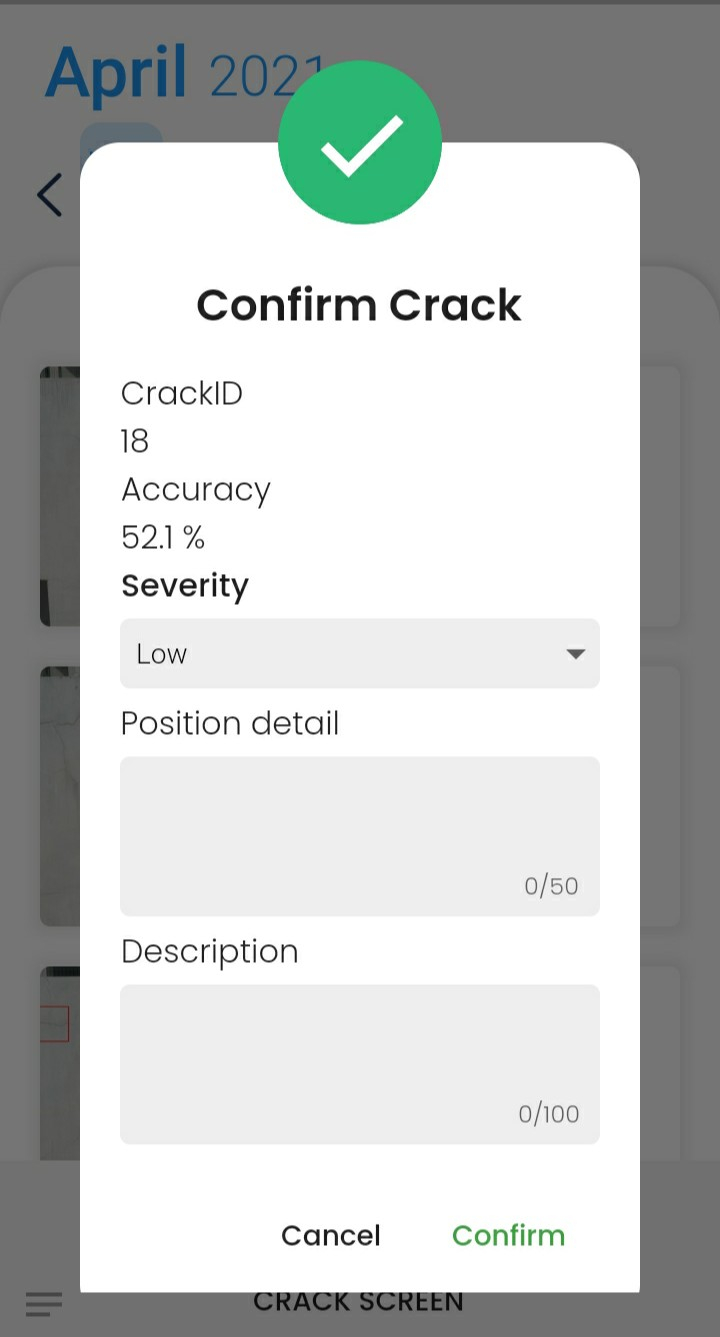 April 2021
Confirm Crack
CrackID
18
Accuracy
52.1 %
Severity
Low
Position detail
0/50
Description
0/100
Cancel Confirm
CRACK SCREEN